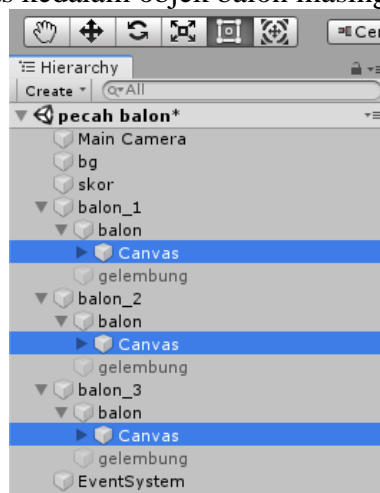 kedalam objek balon masing
Cer
Hierarchy
Create All
pecah balon*
Main Camera
bg
skor
balon_1
balon
Canvas
gelembung
balon_2
balon
Canvas
gelembung
balon_3
balon
Canvas
gelembung
EventSystem